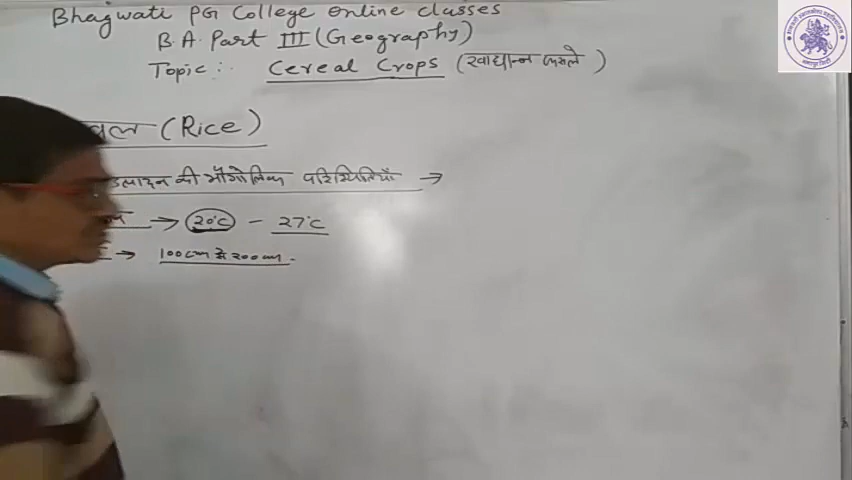 Bhagwati PG College online classes
B.A. Part III (Geography)
Topic :- Cereal Crops (खाद्यान्न फसलें)
(Rice)
उत्पादन की भौगोलिक परिस्थितियाँ →
→ 20°C - 27°C
→ 100cm से 200cm.